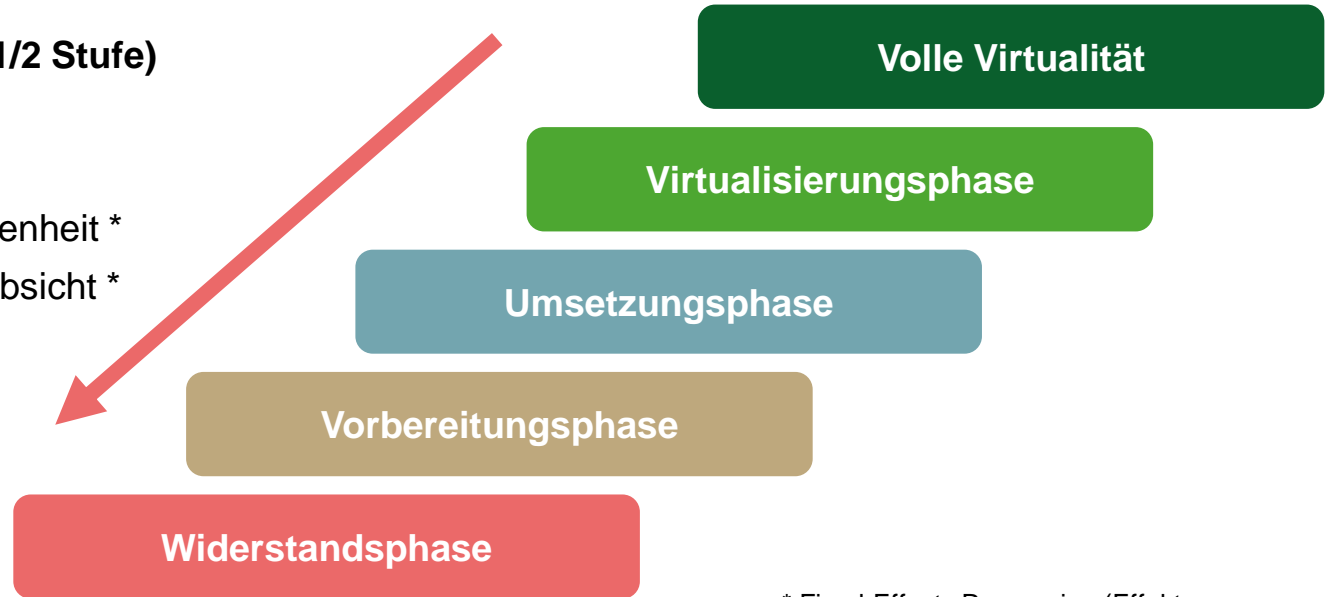 1/2 Stufe)
Volle Virtualität
Virtualisierungsphase
enheit *
bsicht *
Umsetzungsphase
Vorbereitungsphase
Widerstandsphase